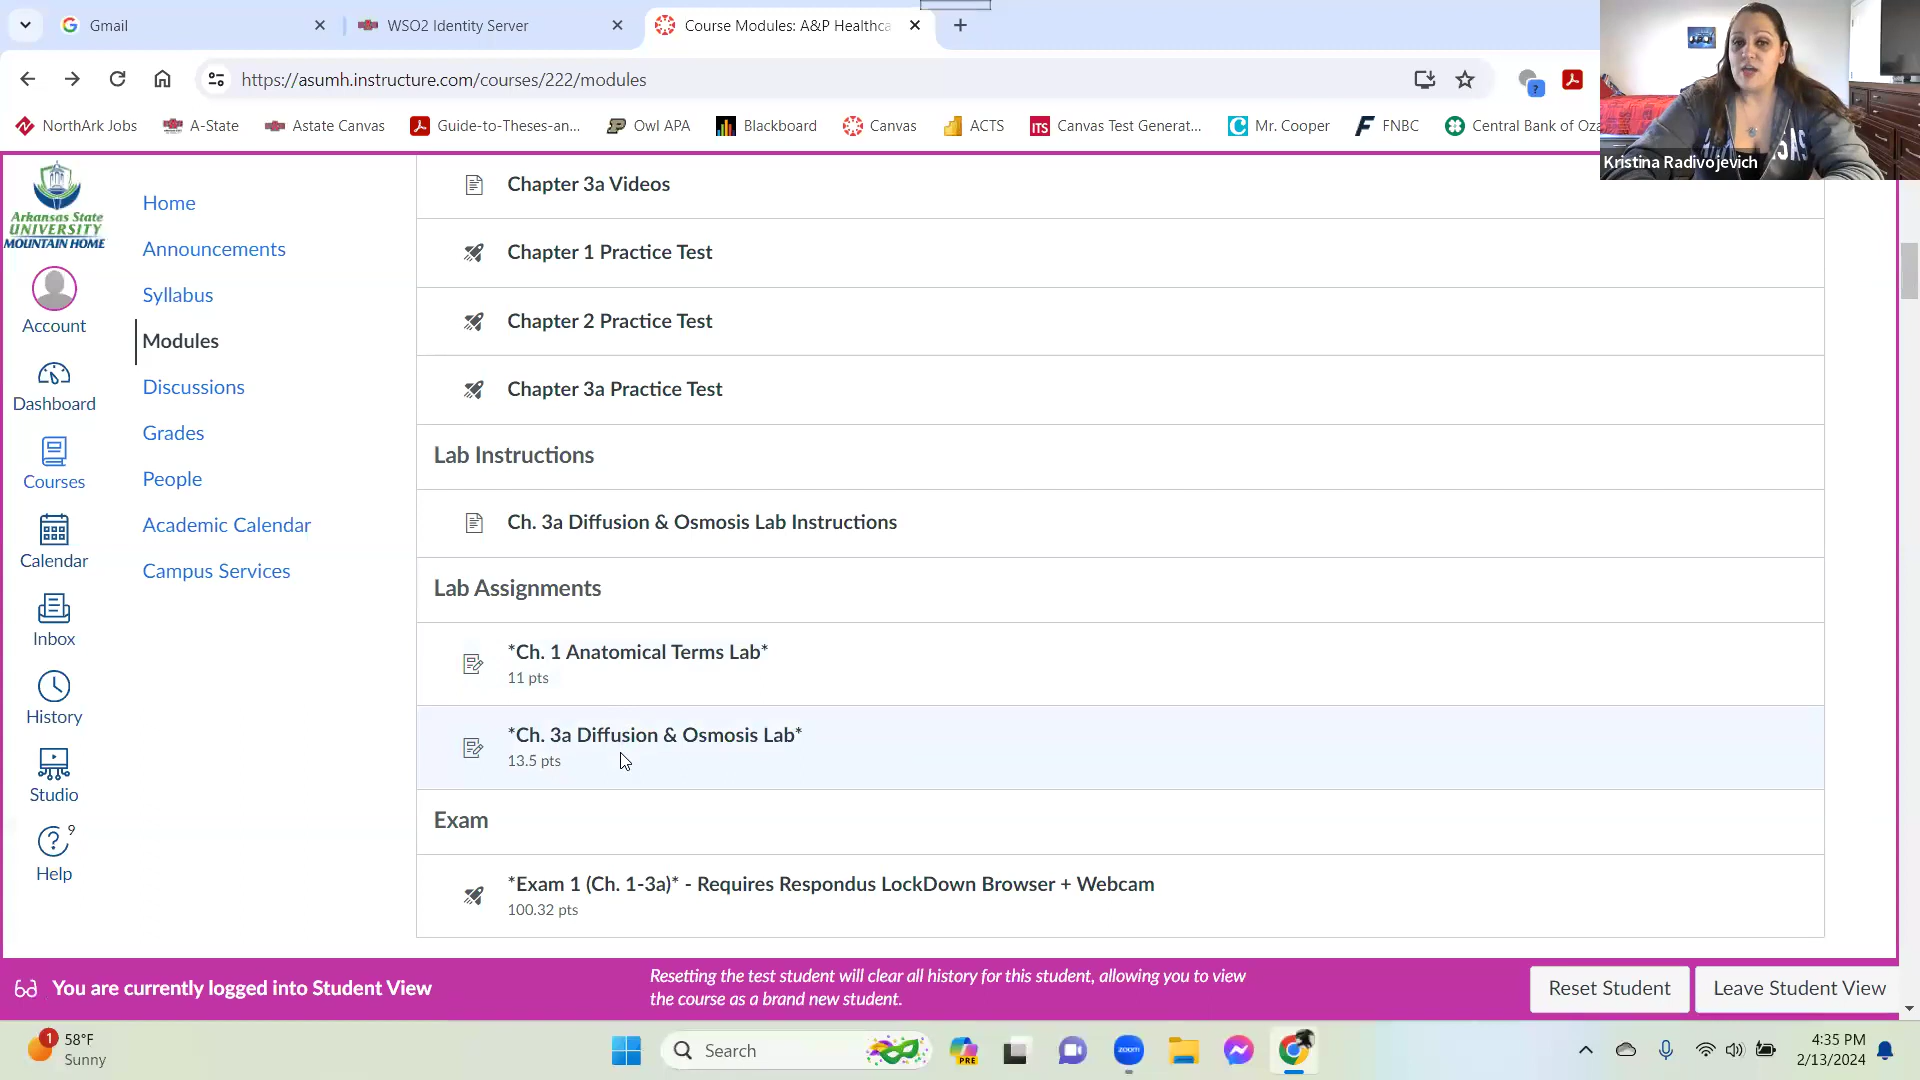 Gmail
WSO2 Identity Server
Course Modules: A&P Healthca
https://asumh.instructure.com/courses/222/modules
NorthArk Jobs
A-State
Astate Canvas
Guide-to-Theses-an...
Owl APA
Blackboard
Canvas
ACTS
ITS
Canvas Test Generat...
Mr. Cooper
FNBC
Central Bank of Oza
Kristina Radivojevich
Arkansas State
UNIVERSITY
MOUNTAIN HOME
Account
Dashboard
Courses
Calendar
Inbox
History
Studio
9
Help
Home
Announcements
Syllabus
Modules
Discussions
Grades
People
Academic Calendar
Campus Services
Chapter 3a Videos
Chapter 1 Practice Test
Chapter 2 Practice Test
Chapter 3a Practice Test
Lab Instructions
Ch. 3a Diffusion & Osmosis Lab Instructions
Lab Assignments
*Ch. 1 Anatomical Terms Lab*
11 pts
*Ch. 3a Diffusion & Osmosis Lab*
13.5 pts
Exam
*Exam 1 (Ch. 1-3a)* - Requires Respondus LockDown Browser + Webcam
100.32 pts
You are currently logged into Student View
Resetting the test student will clear all history for this student, allowing you to view
the course as a brand new student.
Reset Student
Leave Student View
1
58°F
Sunny
Search
PRE
zoom
4:35 PM
2/13/2024